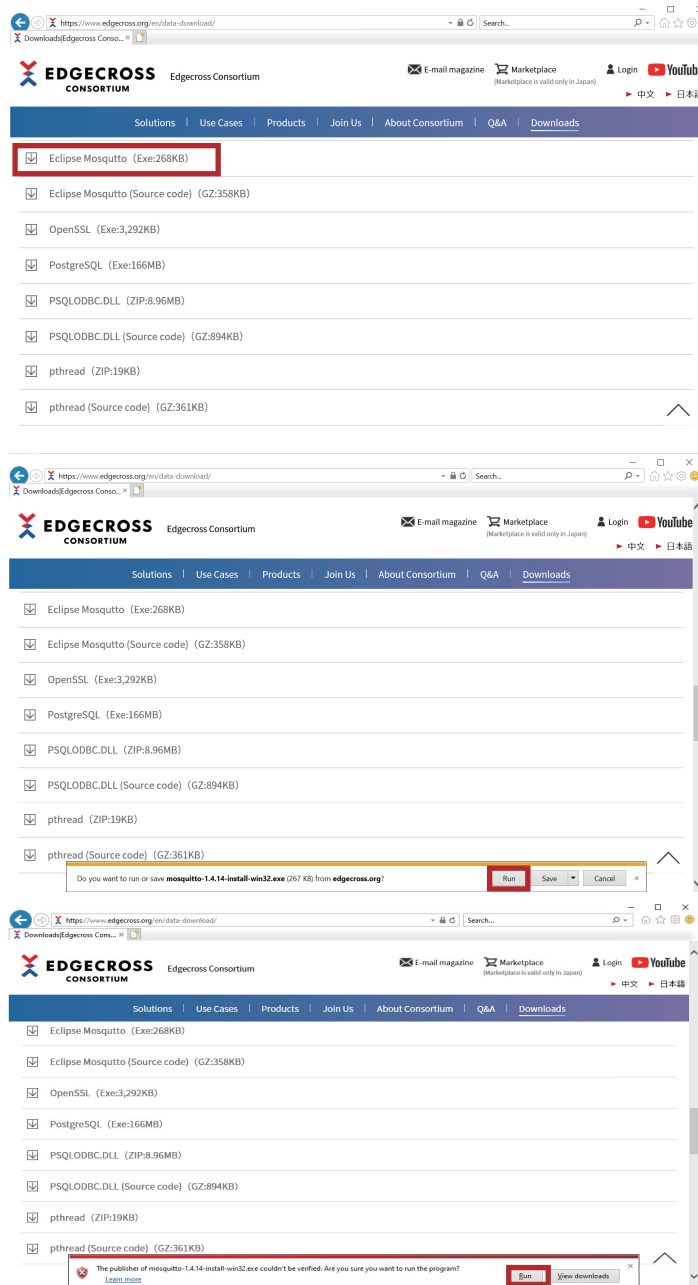 https://www.edgecross.org/en/data-download/
Search...
Downloads|Edgecross Conso...
EDGECROSS
CONSORTIUM
Edgecross Consortium
E-mail magazine
Marketplace
(Marketplace is valid only in Japan)
Login
YouTub
中文
Solutions | Use Cases | Products | Join Us | About Consortium | Q&A | Downloads
Eclipse Mosqutto（Exe:268KB）
Eclipse Mosqutto (Source code)（GZ:358KB）
OpenSSL（Exe:3,292KB）
PostgreSQL（Exe:166MB）
PSQLODBC.DLL（ZIP:8.96MB）
PSQLODBC.DLL (Source code)（GZ:894KB）
pthread（ZIP:19KB）
pthread (Source code)（GZ:361KB）
https://www.edgecross.org/en/data-download/
Search...
Downloads|Edgecross Conso...
EDGECROSS
CONSORTIUM
Edgecross Consortium
E-mail magazine
Marketplace
(Marketplace is valid only in Japan)
Login
YouTube
中文
日本語
Solutions | Use Cases | Products | Join Us | About Consortium | Q&A | Downloads
Eclipse Mosqutto（Exe:268KB）
Eclipse Mosqutto (Source code)（GZ:358KB）
OpenSSL（Exe:3,292KB）
PostgreSQL（Exe:166MB）
PSQLODBC.DLL（ZIP:8.96MB）
PSQLODBC.DLL (Source code)（GZ:894KB）
pthread（ZIP:19KB）
pthread (Source code)（GZ:361KB）
Do you want to run or save mosquitto-1.4.14-install-win32.exe (267 KB) from edgecross.org?
Run
Save
Cancel
https://www.edgecross.org/en/data-download/
Search...
Downloads|Edgecross Cons...
EDGECROSS
CONSORTIUM
Edgecross Consortium
E-mail magazine
Marketplace
(Marketplace is valid only in Japan)
Login
YouTube
中文
日本語
Solutions | Use Cases | Products | Join Us | About Consortium | Q&A | Downloads
Eclipse Mosqutto（Exe:268KB）
Eclipse Mosqutto (Source code)（GZ:358KB）
OpenSSL（Exe:3,292KB）
PostgreSQL（Exe:166MB）
PSQLODBC.DLL（ZIP:8.96MB）
PSQLODBC.DLL (Source code)（GZ:894KB）
pthread（ZIP:19KB）
pthread (Source code)（GZ:361KB）
The publisher of mosquitto-1.4.14-install-win32.exe couldn't be verified. Are you sure you want to run the program?
Learn more
Run
View downloads